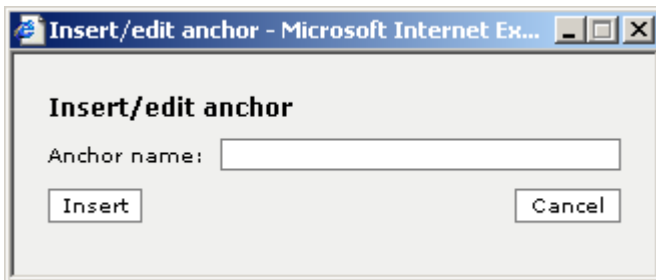 Insert/edit anchor - Microsoft Internet Ex...
Insert/edit anchor
Anchor name:
Insert Cancel